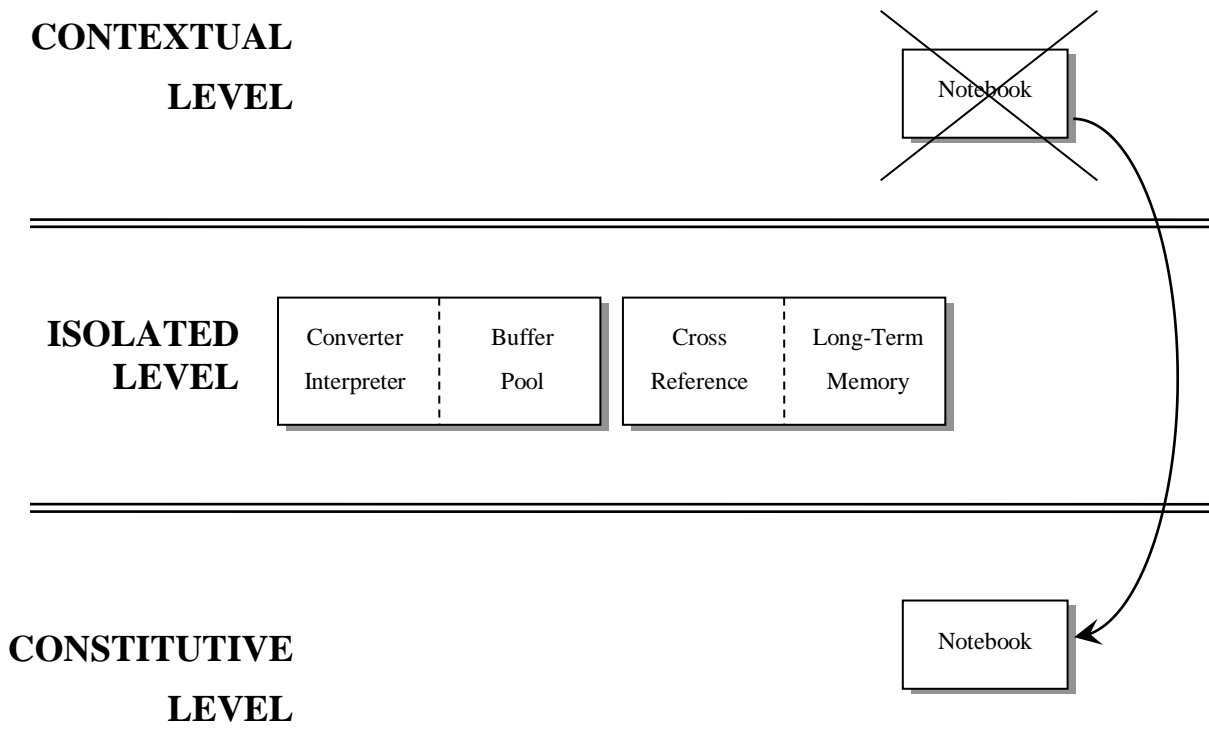 CONTEXTUAL
LEVEL
Notebook
ISOLATED
LEVEL
Converter
Interpreter
Buffer
Pool
Cross
Reference
Long-Term
Memory
CONSTITUTIVE
LEVEL
Notebook